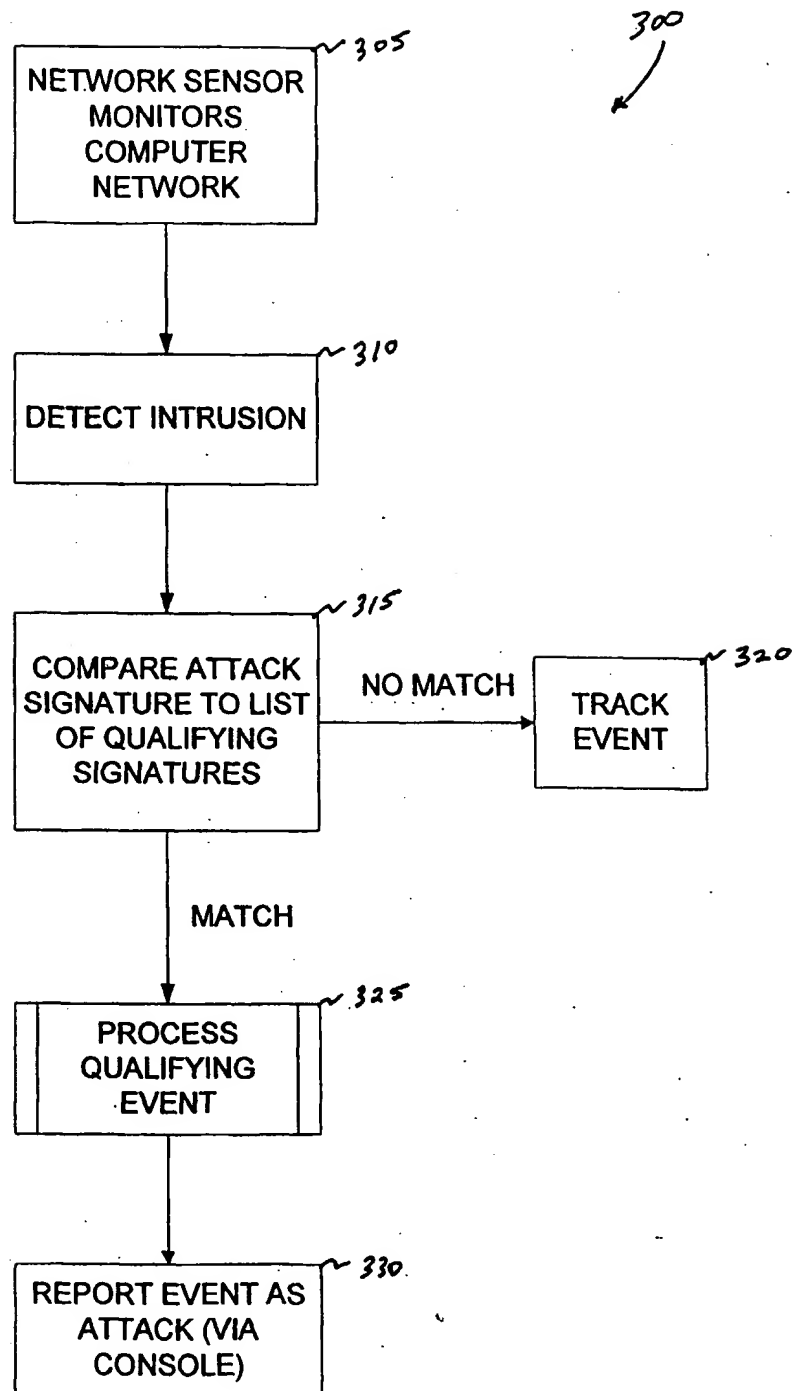 300
305
NETWORK SENSOR
MONITORS
COMPUTER
NETWORK
310
DETECT INTRUSION
315
COMPARE ATTACK
SIGNATURE TO LIST
OF QUALIFYING
SIGNATURES
NO MATCH
320
TRACK
EVENT
MATCH
325
PROCESS
QUALIFYING
EVENT
330
REPORT EVENT AS
ATTACK (VIA
CONSOLE)